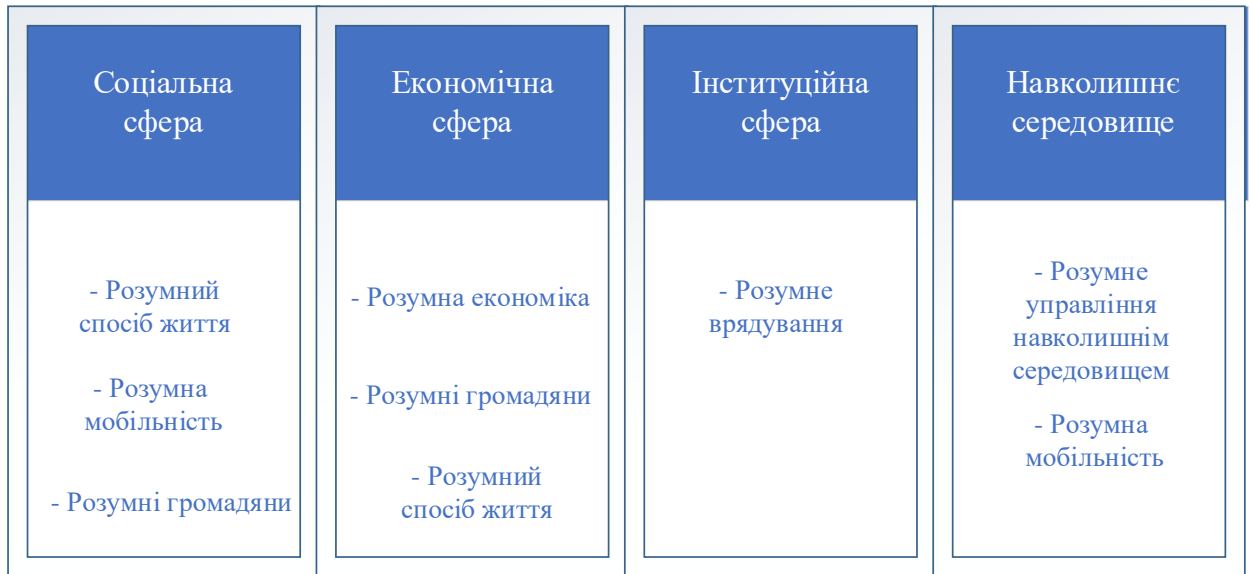 Соціальна
сфера
- Розумний
спосіб життя
- Розумна
мобільність
- Розумні громадяни
Економічна
сфера
- Розумна економіка
- Розумні громадяни
- Розумний
спосіб життя
Інституційна
сфера
- Розумне
врядування
Навколишнє
середовище
- Розумне
управління
навколишнім
середовищем
- Розумна
мобільність